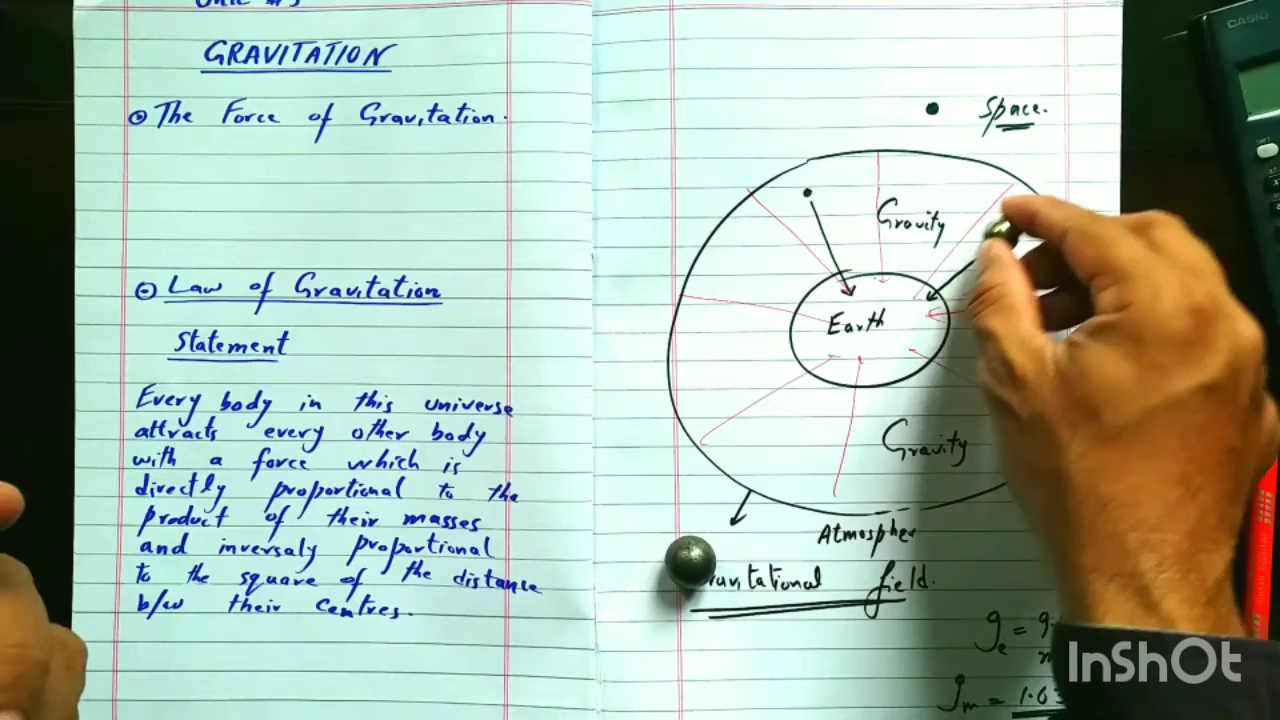 GRAVITATION
The Force of Gravitation.
Law of Gravitation
Statement
Every body in this universe
attracts every other body
with a force which is
directly proportional to the
product of their masses
and inversaly proportional
to the square of the distance
b/w their centres.
Space.
Gravity
Earth
Gravity
Atmospher
field.
CASIO
InShOt